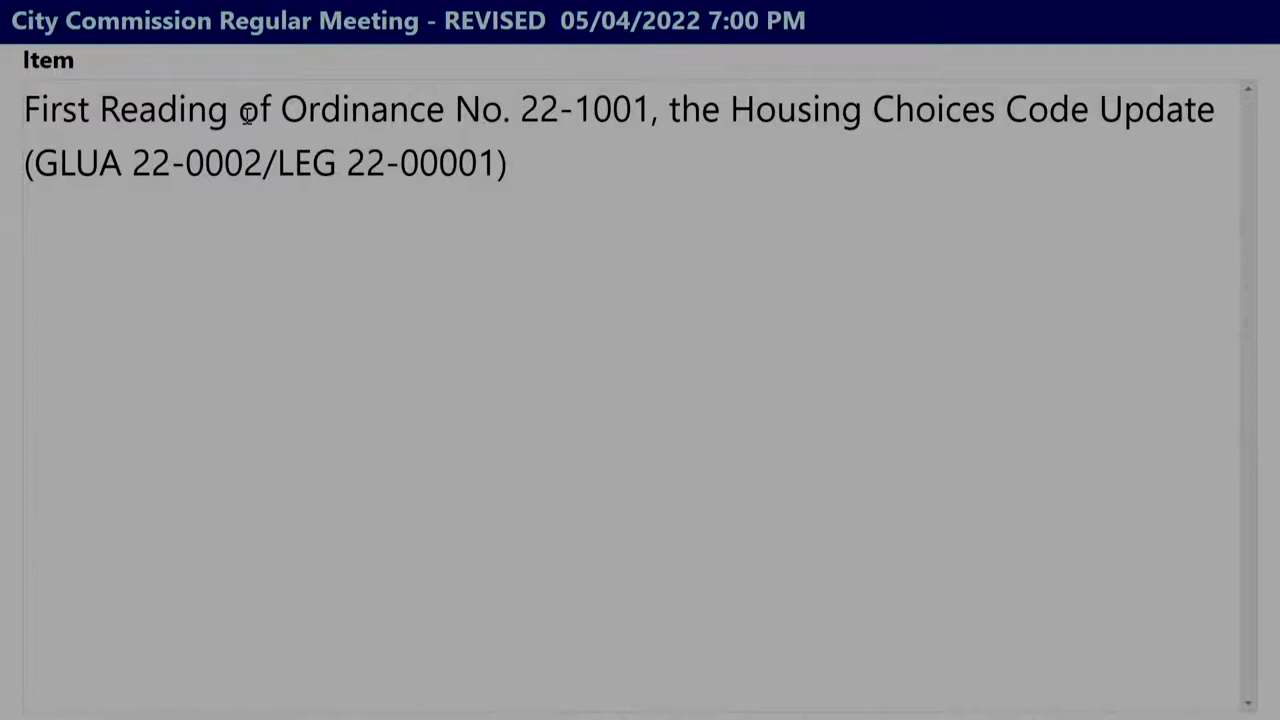 City Commission Regular Meeting - REVISED 05/04/2022 7:00 PM
Item
First Reading of Ordinance No. 22-1001, the Housing Choices Code Update
(GLUA 22-0002/LEG 22-00001)